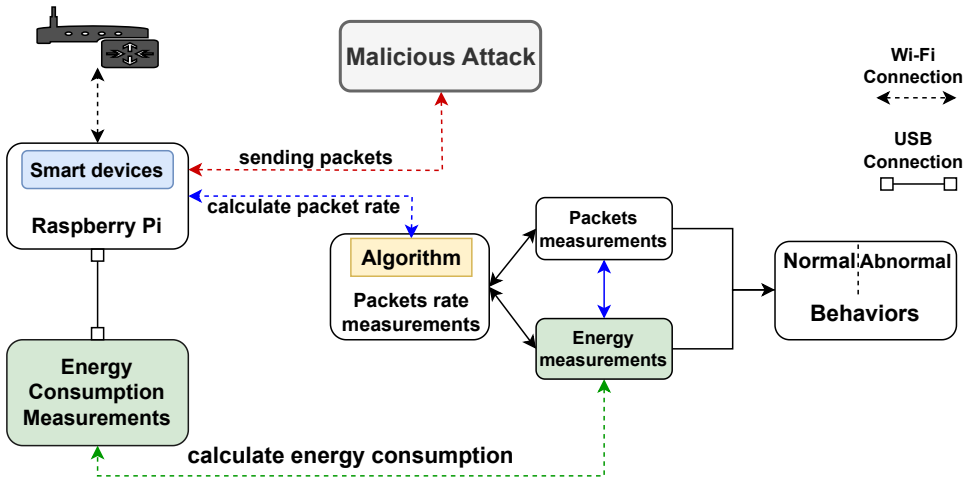 Malicious Attack
Wi-Fi
Connection
USB
Connection
sending packets
Smart devices
Raspberry Pi
calculate packet rate
Algorithm
Packets rate
measurements
Packets
measurements
Energy
measurements
Normal Abnormal
Behaviors
Energy
Consumption
Measurements
calculate energy consumption